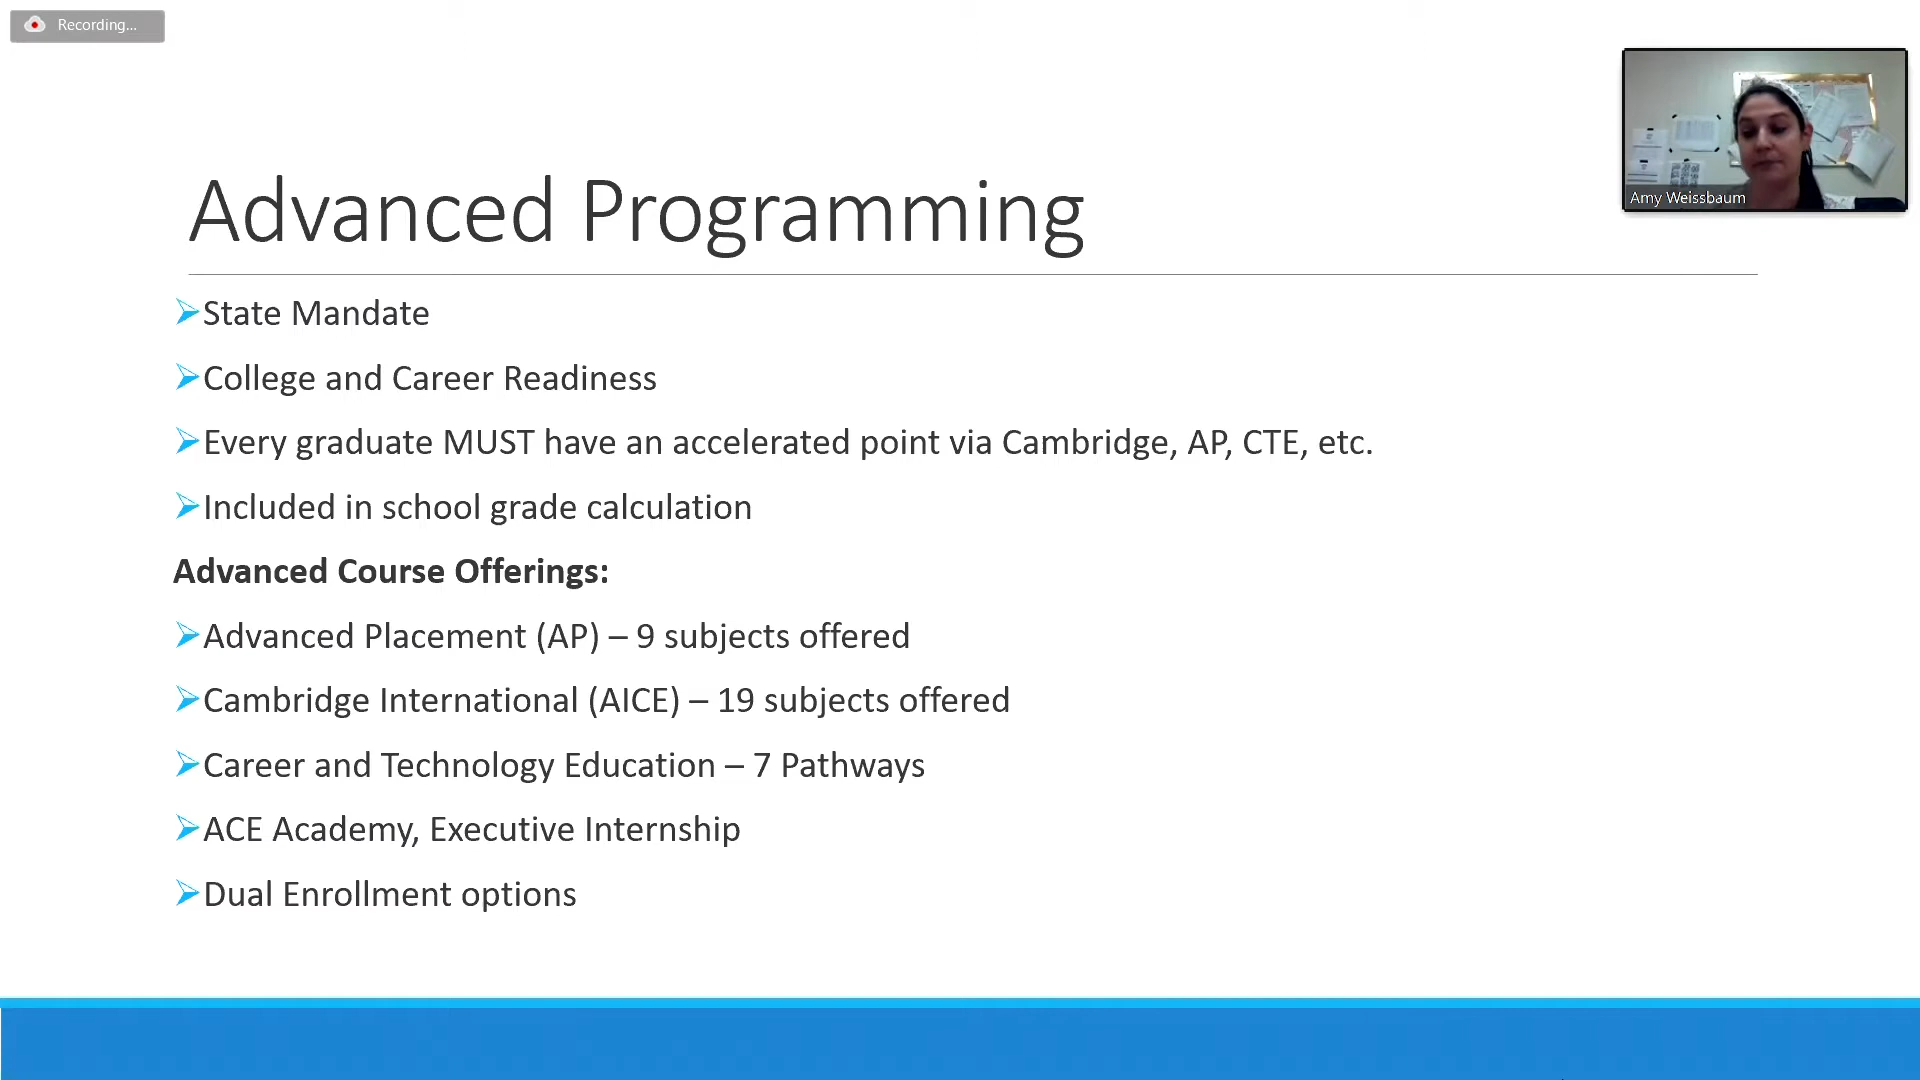 Recording...
Amy Weissbaum
Advanced Programming
State Mandate
College and Career Readiness
Every graduate MUST have an accelerated point via Cambridge, AP, CTE, etc.
Included in school grade calculation
Advanced Course Offerings:
Advanced Placement (AP) – 9 subjects offered
Cambridge International (AICE) – 19 subjects offered
Career and Technology Education – 7 Pathways
ACE Academy, Executive Internship
Dual Enrollment options